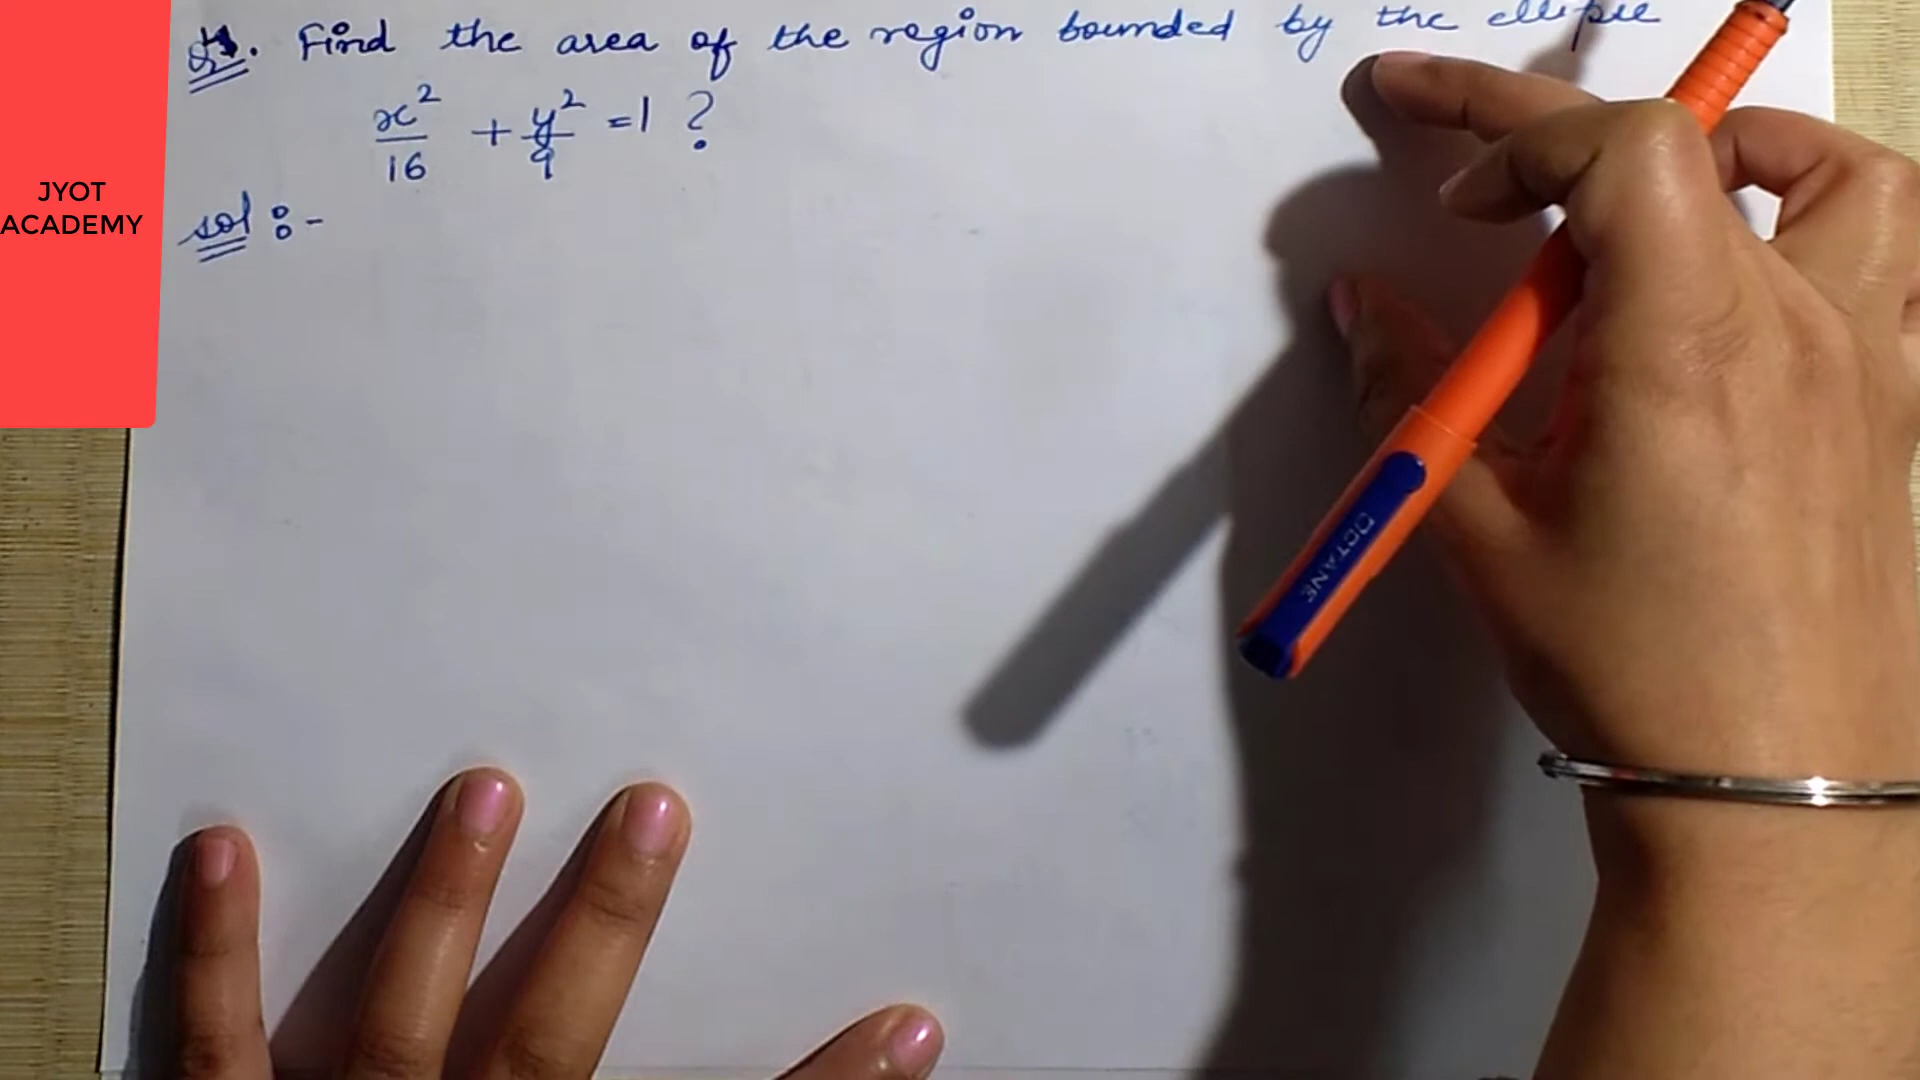 JYOT
ACADEMY
Q1. Find the area of the region bounded by the ellipse
x²/16 + y²/9 = 1 ?
sol :-
OCTANE